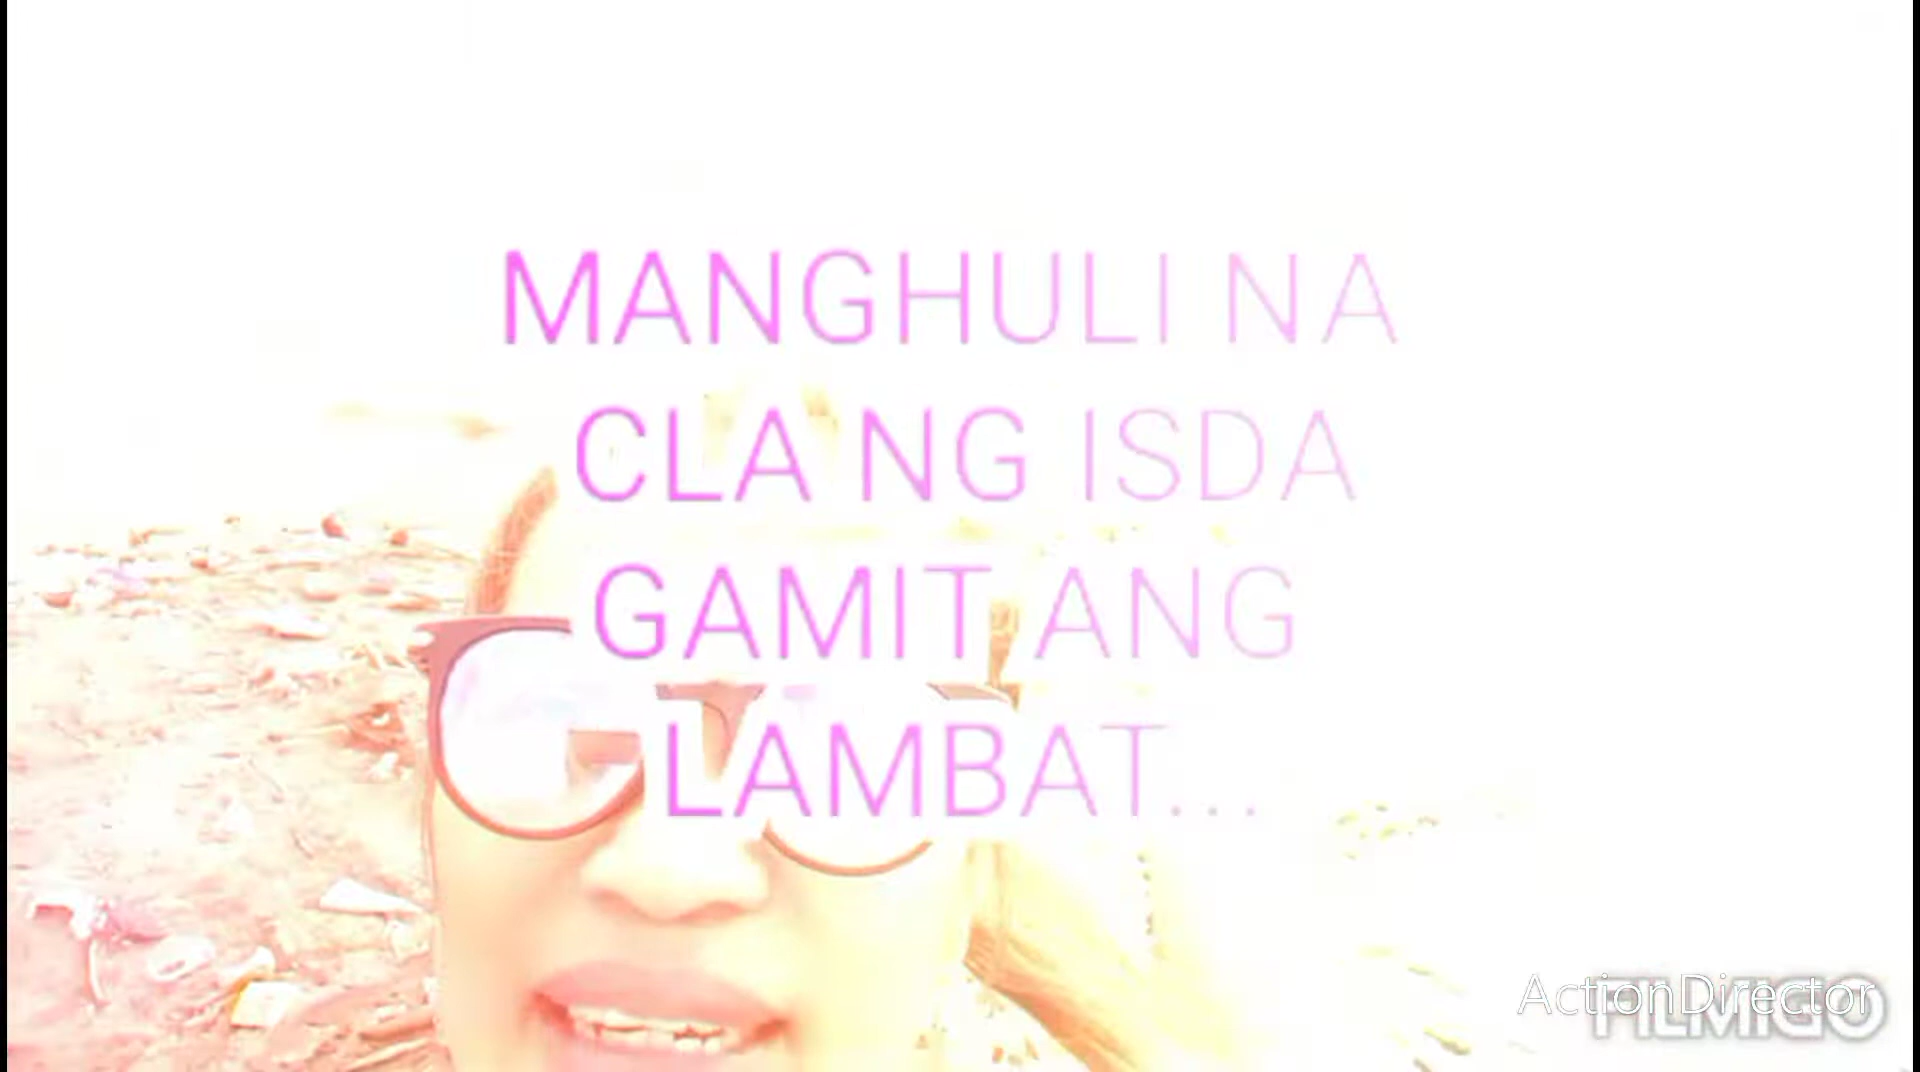 MANGHULI NA
CLA NG ISDA
GAMIT ANG
LAMBAT...
ActionDirector
FILMIGO